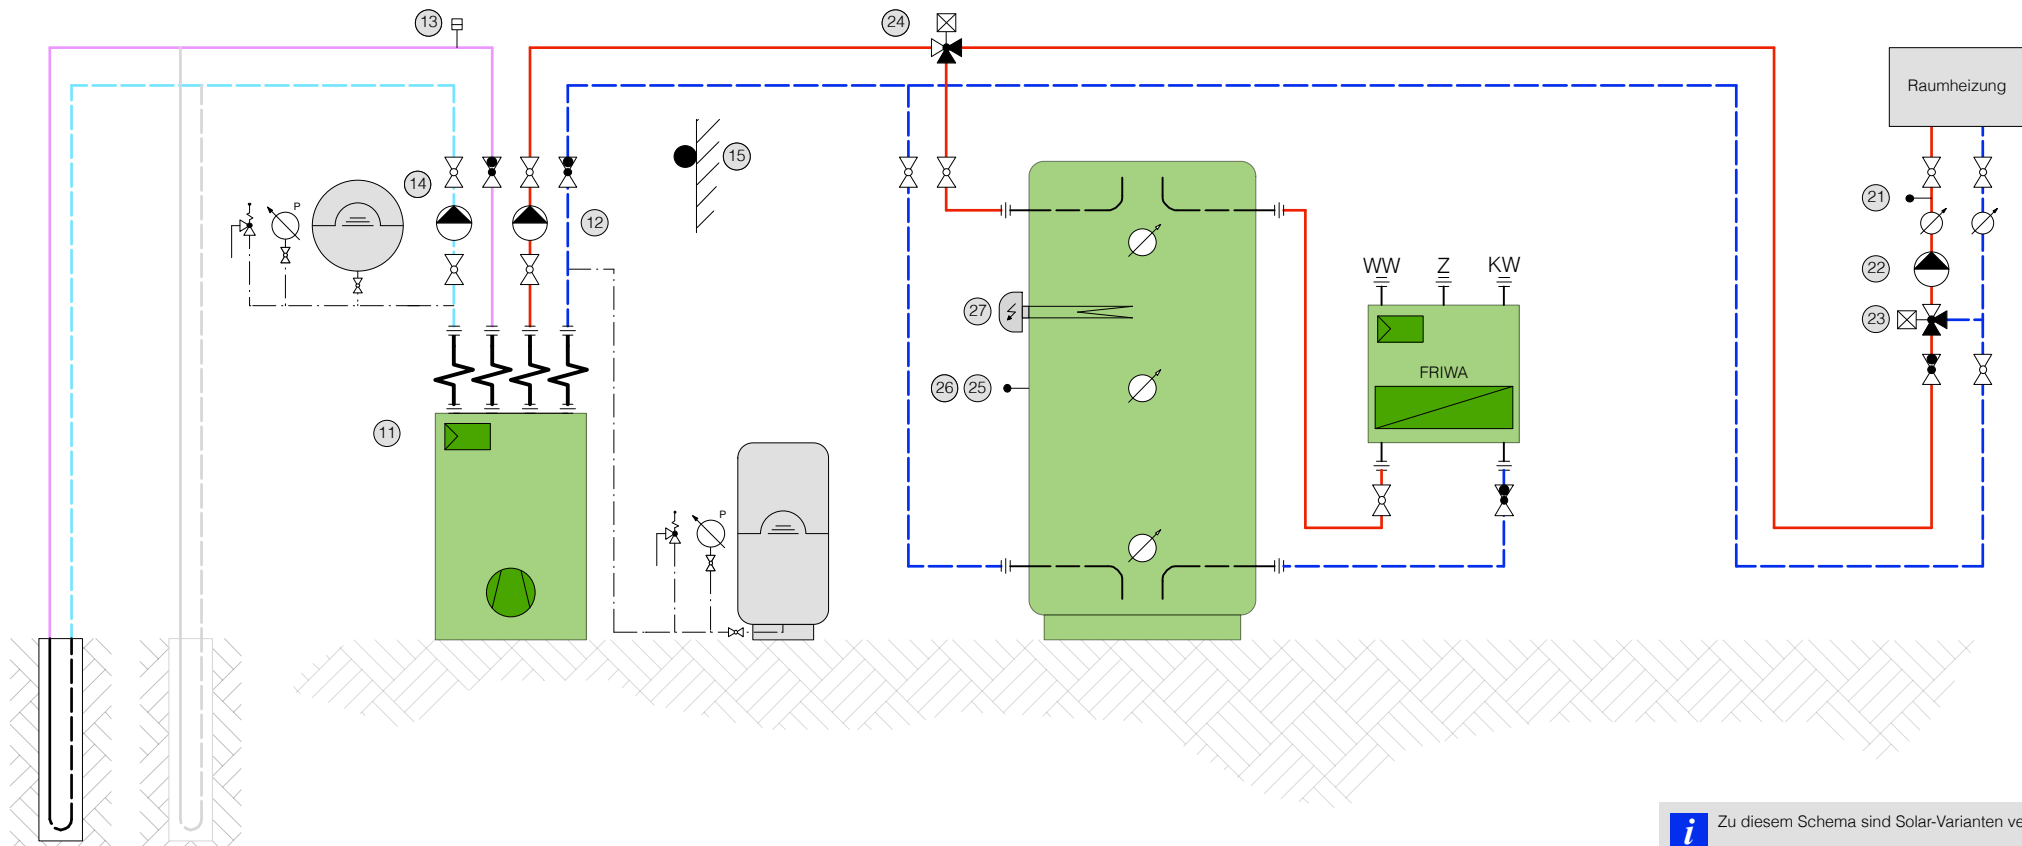 13
24
Raumheizung
15
14
P
12
21
22
23
WW
Z
KW
27
FRIWA
26
25
11
P
i
Zu diesem Schema sind Solar-Varianten ve